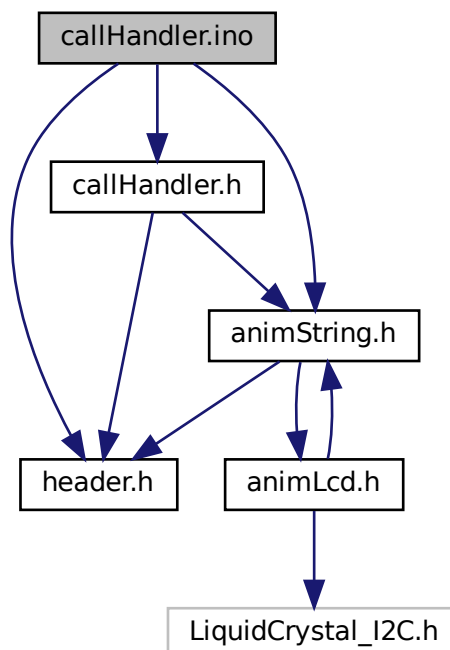 callHandler.ino
callHandler.h
animString.h
header.h
animLcd.h
LiquidCrystal_I2C.h